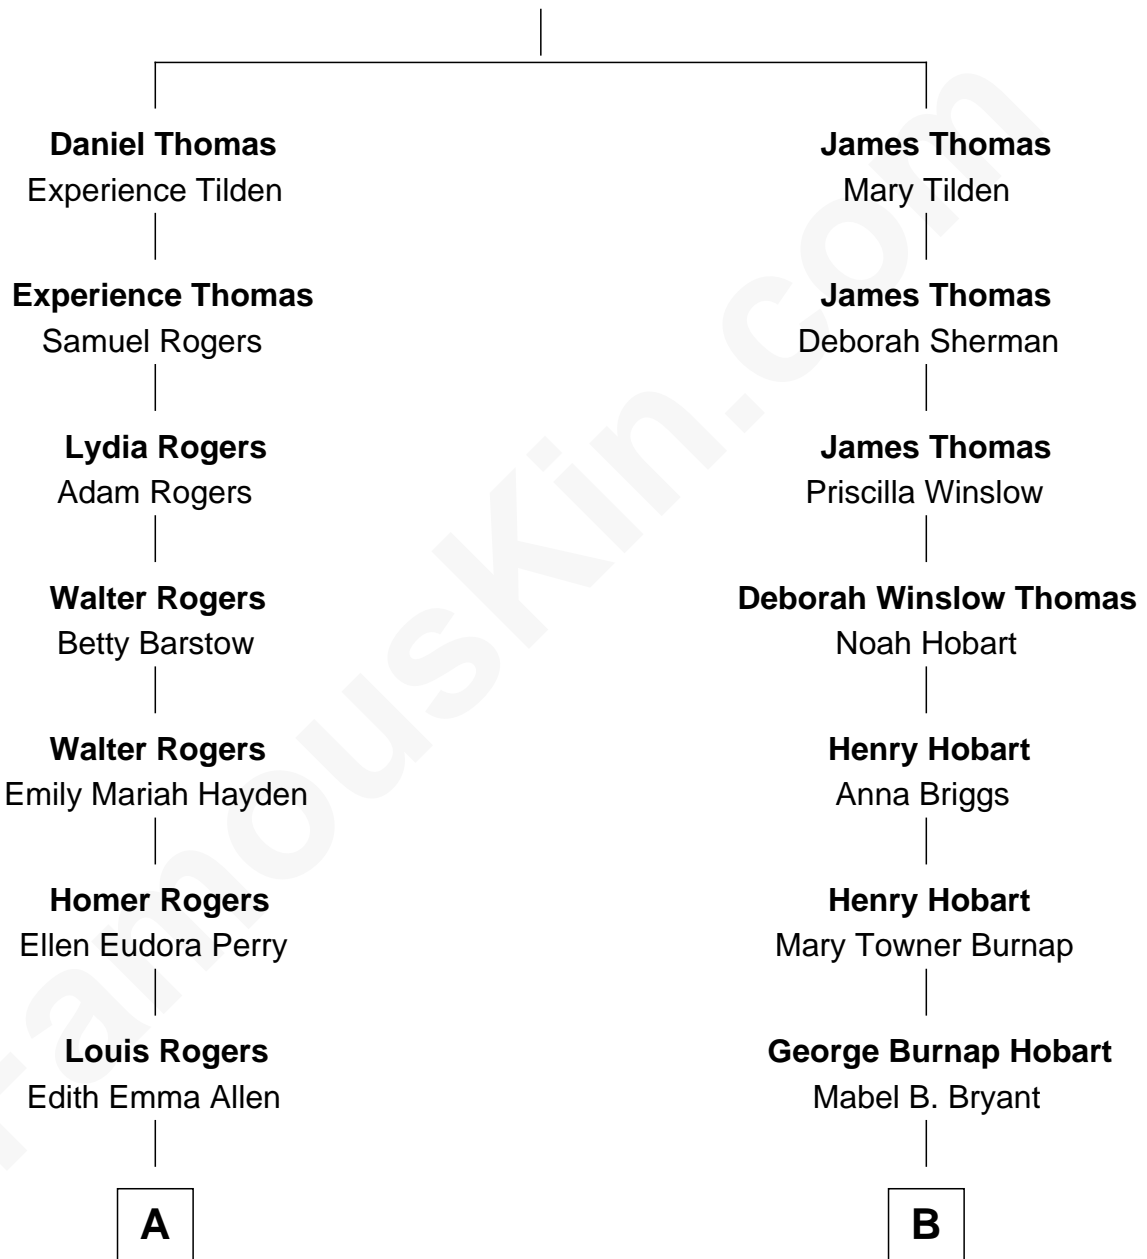 Daniel Thomas
Experience Tilden
Experience Thomas
Samuel Rogers
Lydia Rogers
Adam Rogers
Walter Rogers
Betty Barstow
Walter Rogers
Emily Mariah Hayden
Homer Rogers
Ellen Eudora Perry
Louis Rogers
Edith Emma Allen
A
James Thomas
Mary Tilden
James Thomas
Deborah Sherman
James Thomas
Priscilla Winslow
Deborah Winslow Thomas
Noah Hobart
Henry Hobart
Anna Briggs
Henry Hobart
Mary Towner Burnap
George Burnap Hobart
Mabel B. Bryant
B
FamousKin.com